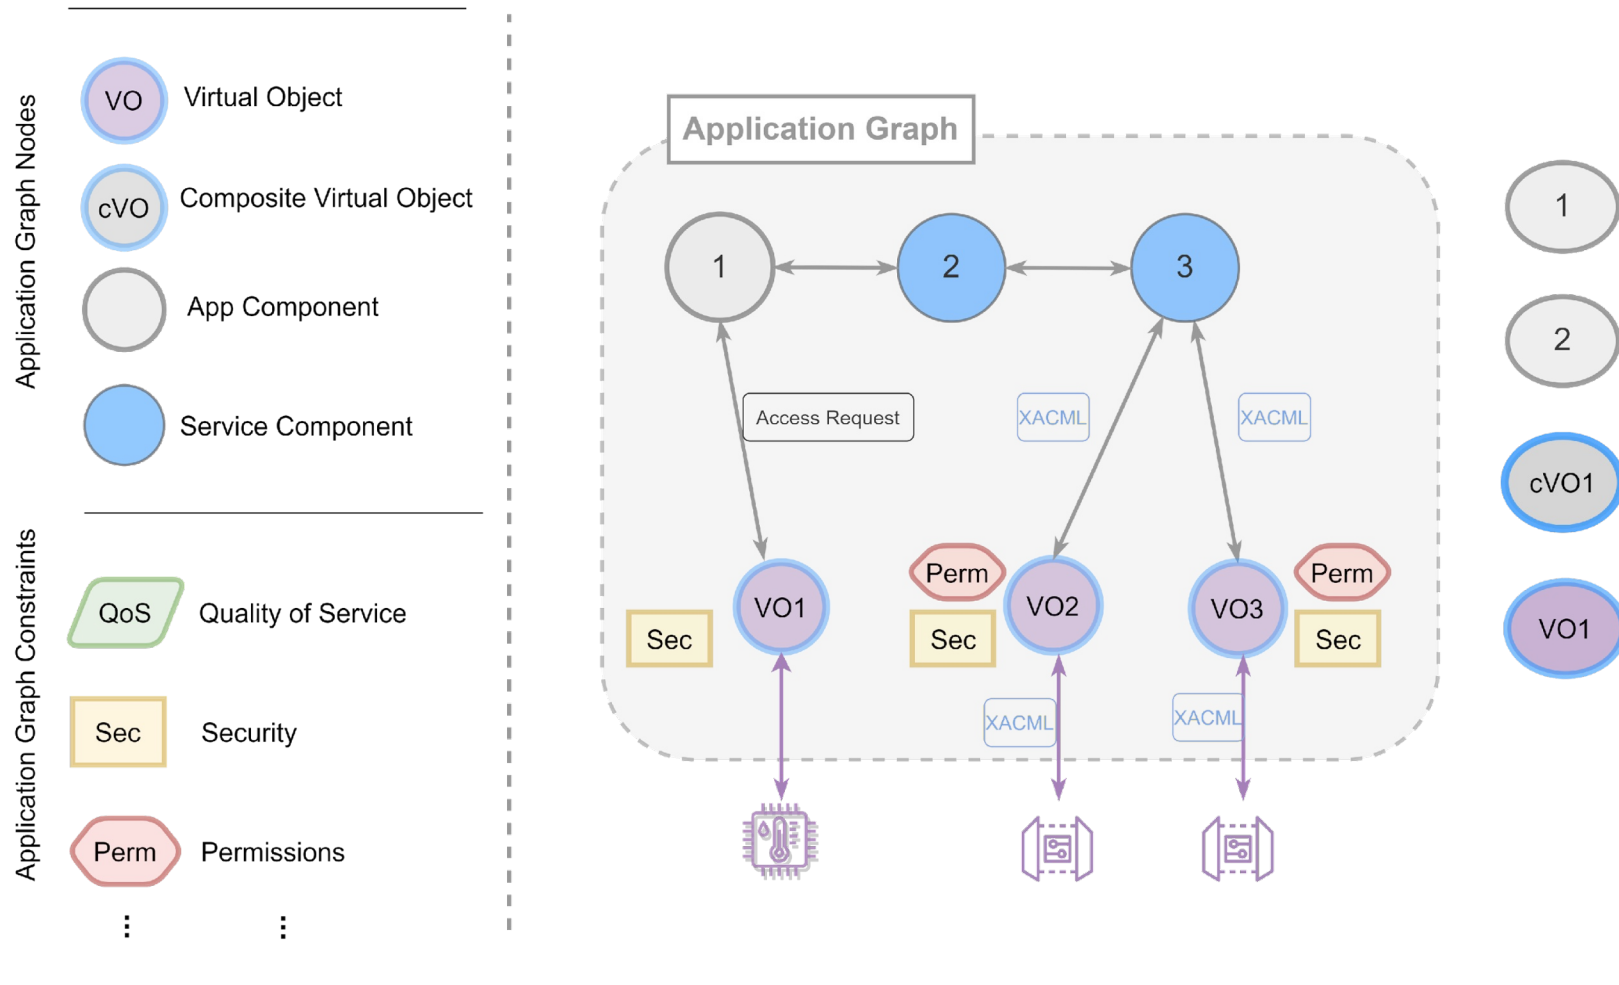 Application Graph Nodes
VO
Virtual Object
cVO
Composite Virtual Object
App Component
Service Component
Application Graph Constraints
QoS
Quality of Service
Sec
Security
Perm
Permissions
⋮
⋮
Application Graph
1
2
3
Access Request
XACML
XACML
Sec
VO1
Perm
Sec
VO2
VO3
Perm
Sec
XACML
XACML
1
2
cVO1
VO1